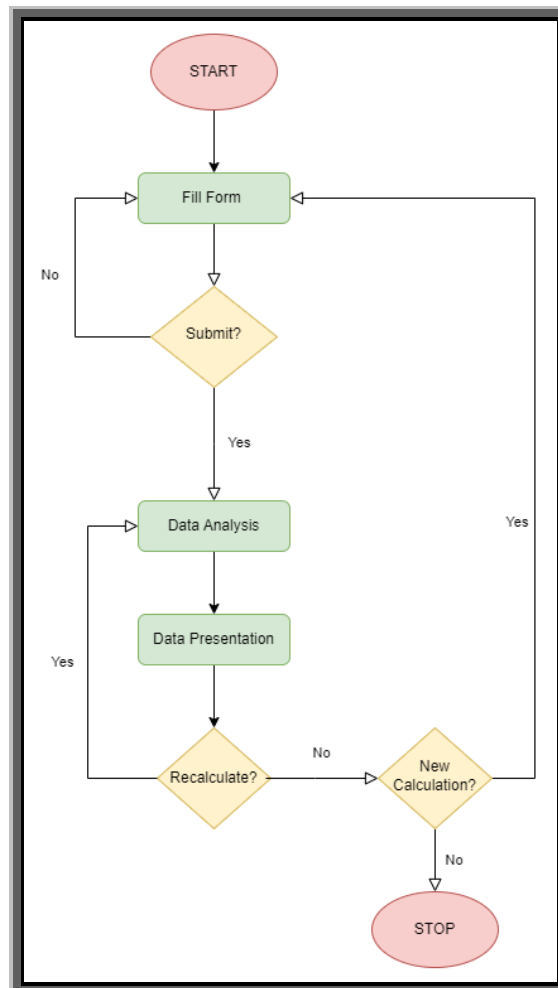 START
Fill Form
No
Submit?
Yes
Data Analysis
Yes
Data Presentation
Yes
Recalculate?
No
New
Calculation?
No
STOP